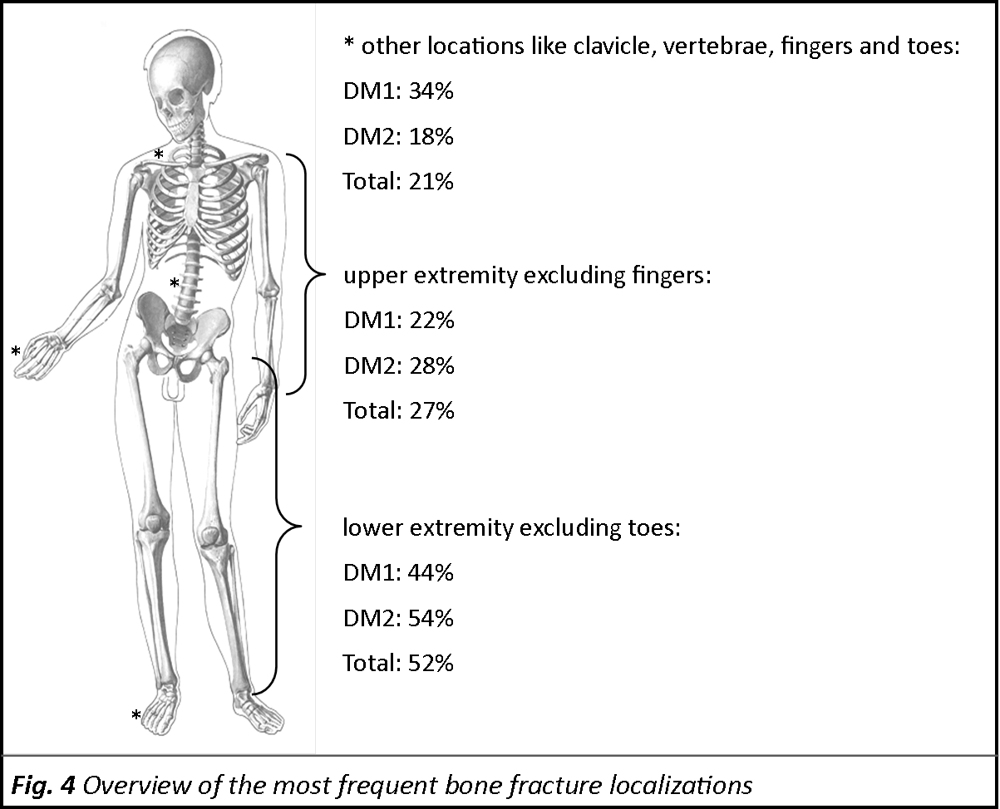 * other locations like clavicle, vertebrae, fingers and toes:
DM1: 34%
DM2: 18%
Total: 21%
*
upper extremity excluding fingers:
*
DM1: 22%
*
DM2: 28%
Total: 27%
lower extremity excluding toes:
DM1: 44%
DM2: 54%
Total: 52%
*
Fig. 4 Overview of the most frequent bone fracture localizations